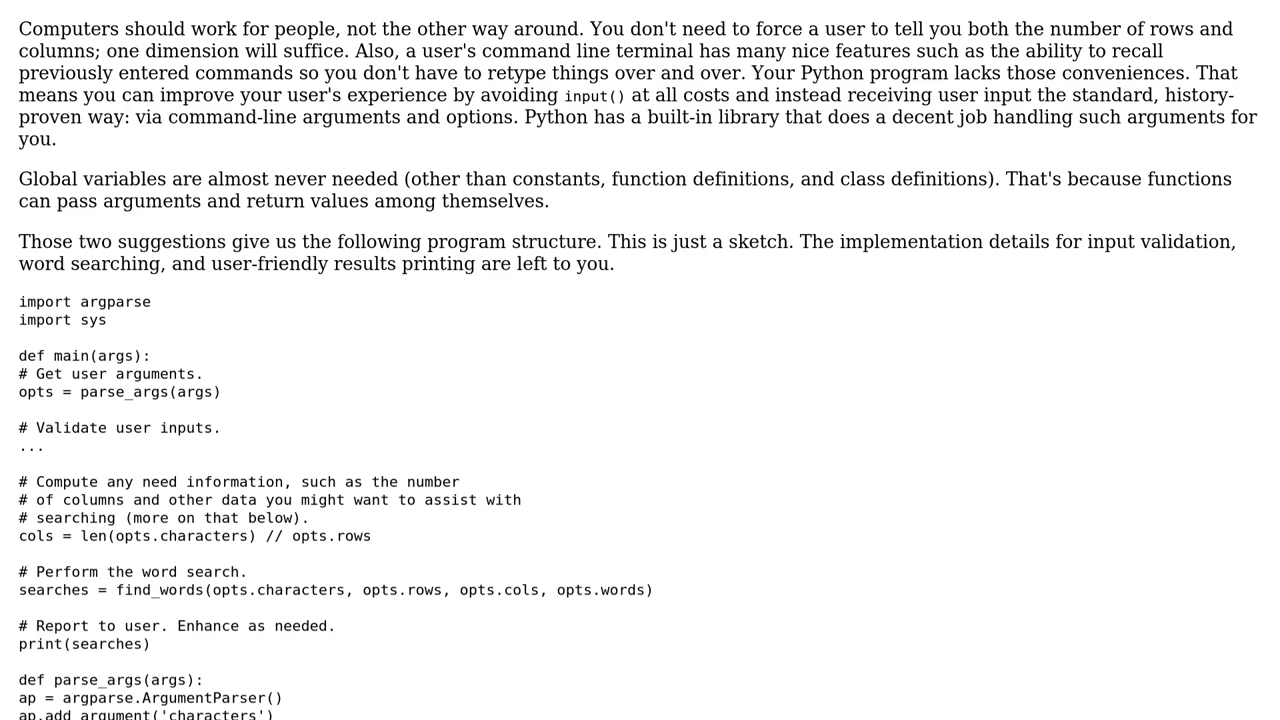 Computers should work for people, not the other way around. You don't need to force a user to tell you both the number of rows and
columns; one dimension will suffice. Also, a user's command line terminal has many nice features such as the ability to recall
previously entered commands so you don't have to retype things over and over. Your Python program lacks those conveniences. That
means you can improve your user's experience by avoiding input() at all costs and instead receiving user input the standard, history-
proven way: via command-line arguments and options. Python has a built-in library that does a decent job handling such arguments for
you.
Global variables are almost never needed (other than constants, function definitions, and class definitions). That's because functions
can pass arguments and return values among themselves.
Those two suggestions give us the following program structure. This is just a sketch. The implementation details for input validation,
word searching, and user-friendly results printing are left to you.
import argparse
import sys
def main(args):
# Get user arguments.
opts = parse_args(args)
# Validate user inputs.
...
# Compute any need information, such as the number
# of columns and other data you might want to assist with
# searching (more on that below).
cols = len(opts.characters) // opts.rows
# Perform the word search.
searches = find_words(opts.characters, opts.rows, opts.cols, opts.words)
# Report to user. Enhance as needed.
print(searches)
def parse_args(args):
ap = argparse.ArgumentParser()
ap.add_argument('characters')